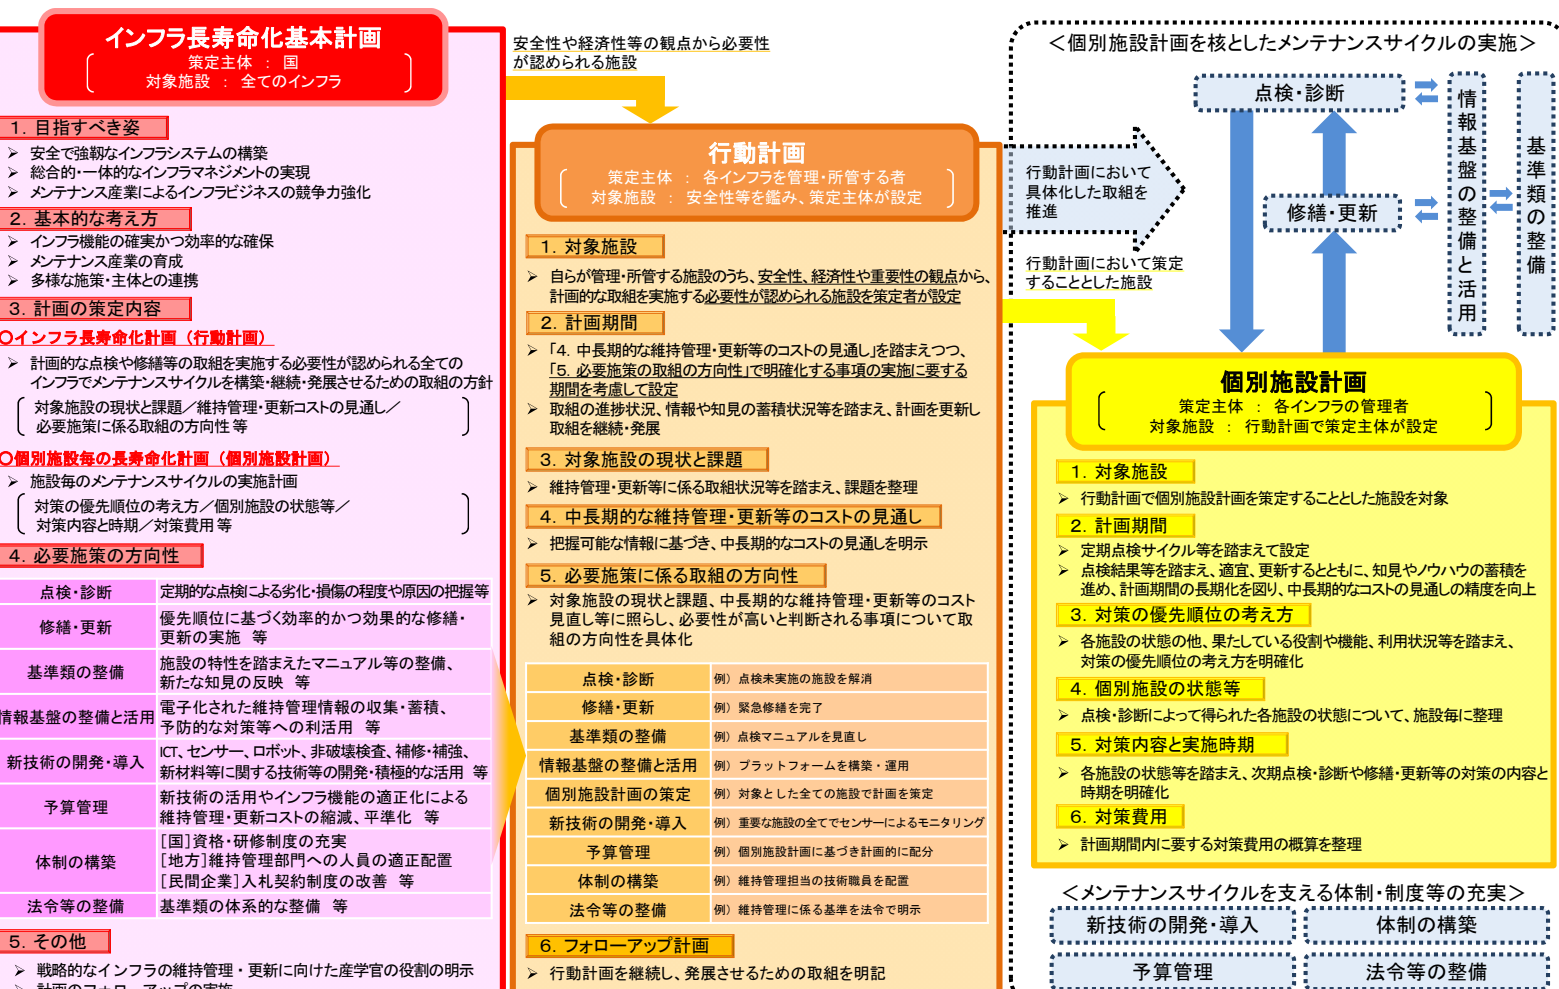 インフラ長寿命化基本計画
策定主体 : 国
対象施設 : 全てのインフラ
1．目指すべき姿
➢ 安全で強靱なインフラシステムの構築
➢ 総合的・一体的なインフラマネジメントの実現
➢ メンテナンス産業によるインフラビジネスの競争力強化
2．基本的な考え方
➢ インフラ機能の確実かつ効率的な確保
➢ メンテナンス産業の育成
➢ 多様な施策・主体との連携
3．計画の策定内容
○インフラ長寿命化計画（行動計画）
➢ 計画的な点検や修繕等の取組を実施する必要性が認められる全ての
インフラでメンテナンスサイクルを構築・継続・発展させるための取組の方針
対象施設の現状と課題／維持管理・更新コストの見通し／
必要施策に係る取組の方向性 等
○個別施設毎の長寿命化計画（個別施設計画）
➢ 施設毎のメンテナンスサイクルの実施計画
対策の優先順位の考え方／個別施設の状態等／
対策内容と時期／対策費用 等
4．必要施策の方向性
点検・診断 定期的な点検による劣化・損傷の程度や原因の把握等
修繕・更新 優先順位に基づく効率的かつ効果的な修繕・
更新の実施 等
基準類の整備 施設の特性を踏まえたマニュアル等の整備、
新たな知見の反映 等
情報基盤の整備と活用 電子化された維持管理情報の収集・蓄積、
予防的な対策等への利活用 等
新技術の開発・導入 ICT、センサー、ロボット、非破壊検査、補修・補強、
新材料等に関する技術等の開発・積極的な活用 等
予算管理 新技術の活用やインフラ機能の適正化による
維持管理・更新コストの縮減、平準化 等
体制の構築 ［国］資格・研修制度の充実
［地方］維持管理部門への人員の適正配置
［民間企業］入札契約制度の改善 等
法令等の整備 基準類の体系的な整備 等
5．その他
➢ 戦略的なインフラの維持管理・更新に向けた産学官の役割の明示
➢ 計画のフォローアップの実施
安全性や経済性等の観点から必要性
が認められる施設
行動計画
策定主体 : 各インフラを管理・所管する者
対象施設 : 安全性等を鑑み、策定主体が設定
1．対象施設
➢ 自らが管理・所管する施設のうち、安全性、経済性や重要性の観点から、
計画的な取組を実施する必要性が認められる施設を策定者が設定
2．計画期間
➢ 「4．中長期的な維持管理・更新等のコストの見通し」を踏まえつつ、
「5．必要施策の取組の方向性」で明確化する事項の実施に要する
期間を考慮して設定
➢ 取組の進捗状況、情報や知見の蓄積状況等を踏まえ、計画を更新し
取組を継続・発展
3．対象施設の現状と課題
➢ 維持管理・更新等に係る取組状況等を踏まえ、課題を整理
4．中長期的な維持管理・更新等のコストの見通し
➢ 把握可能な情報に基づき、中長期的なコストの見通しを明示
5．必要施策に係る取組の方向性
➢ 対象施設の現状と課題、中長期的な維持管理・更新等のコスト
見直し等に照らし、必要性が高いと判断される事項について取
組の方向性を具体化
点検・診断 例）点検未実施の施設を解消
修繕・更新 例）緊急修繕を完了
基準類の整備 例）点検マニュアルを見直し
情報基盤の整備と活用 例）プラットフォームを構築・運用
個別施設計画の策定 例）対象とした全ての施設で計画を策定
新技術の開発・導入 例）重要な施設の全てでセンサーによるモニタリング
予算管理 例）個別施設計画に基づき計画的に配分
体制の構築 例）維持管理担当の技術職員を配置
法令等の整備 例）維持管理に係る基準を法令で明示
6．フォローアップ計画
➢ 行動計画を継続し、発展させるための取組を明記
＜個別施設計画を核としたメンテナンスサイクルの実施＞
点検・診断
修繕・更新
情報基盤の整備と活用
基準類の整備
行動計画において
具体化した取組を
推進
行動計画において策定
することとした施設
個別施設計画
策定主体 : 各インフラの管理者
対象施設 : 行動計画で策定主体が設定
1．対象施設
➢ 行動計画で個別施設計画を策定することとした施設を対象
2．計画期間
➢ 定期点検サイクル等を踏まえて設定
➢ 点検結果等を踏まえ、適宜、更新するとともに、知見やノウハウの蓄積を
進め、計画期間の長期化を図り、中長期的なコストの見通しの精度を向上
3．対策の優先順位の考え方
➢ 各施設の状態の他、果たしている役割や機能、利用状況等を踏まえ、
対策の優先順位の考え方を明確化
4．個別施設の状態等
➢ 点検・診断によって得られた各施設の状態について、施設毎に整理
5．対策内容と実施時期
➢ 各施設の状態等を踏まえ、次期点検・診断や修繕・更新等の対策の内容と
時期を明確化
6．対策費用
➢ 計画期間内に要する対策費用の概算を整理
＜メンテナンスサイクルを支える体制・制度等の充実＞
新技術の開発・導入 体制の構築
予算管理 法令等の整備